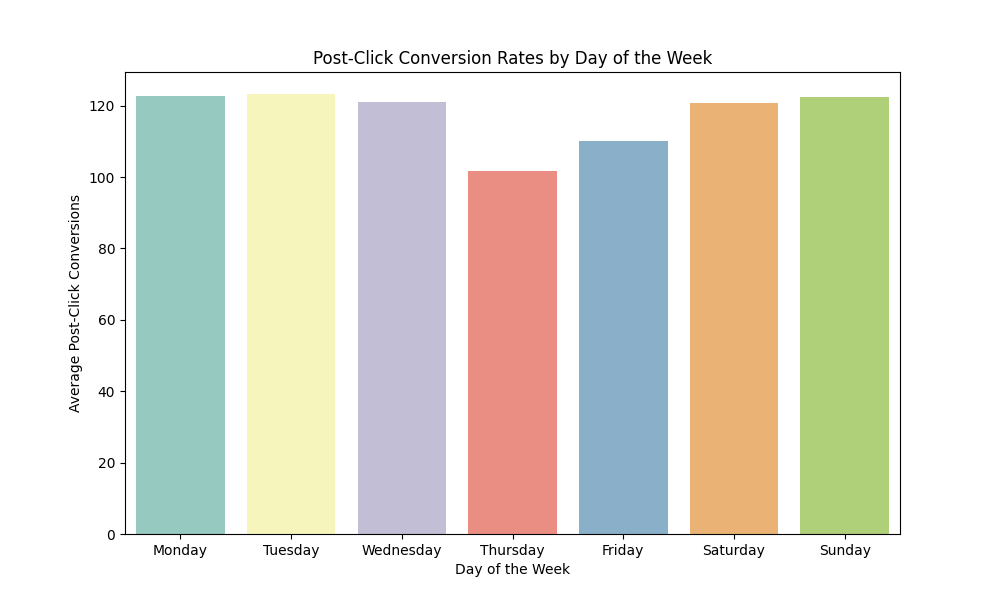 Post-Click Conversion Rates by Day of the Week
Average Post-Click Conversions
120
100
80
60
40
20
0
Monday Tuesday Wednesday Thursday Friday Saturday Sunday
Day of the Week